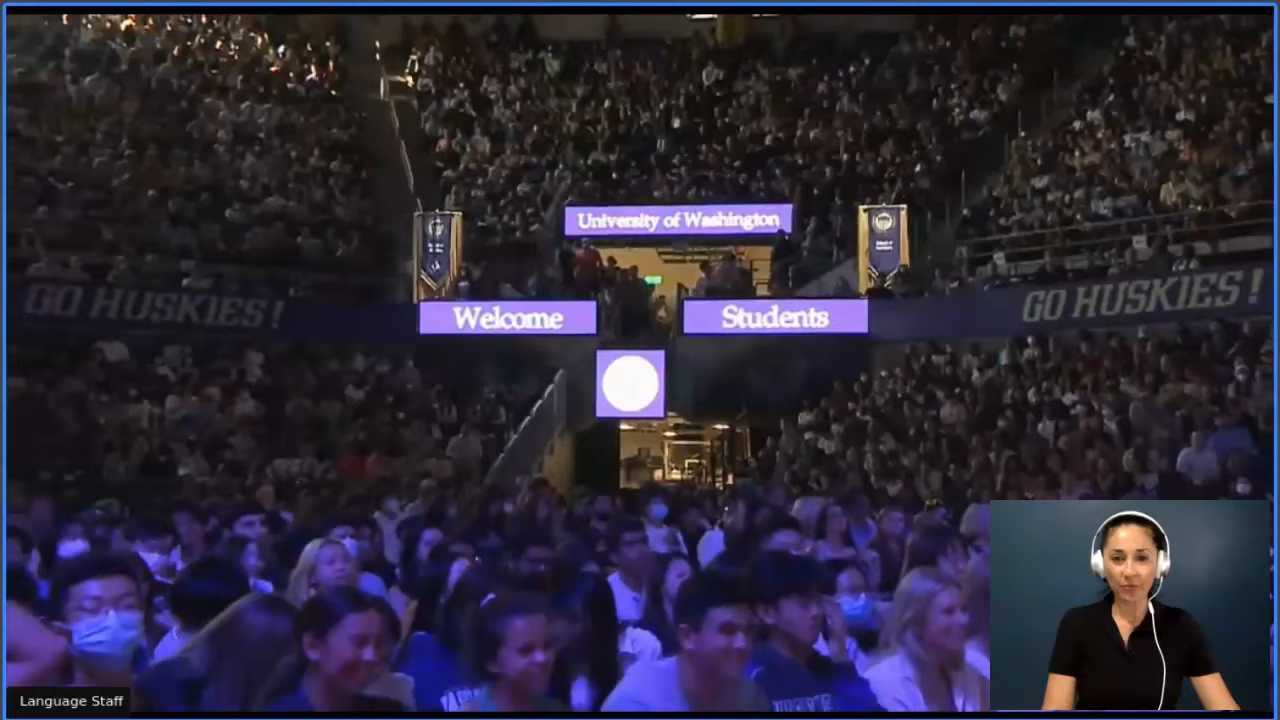 University of Washington
Welcome Students
GO HUSKIES!
GO HUSKIES!
Language Staff